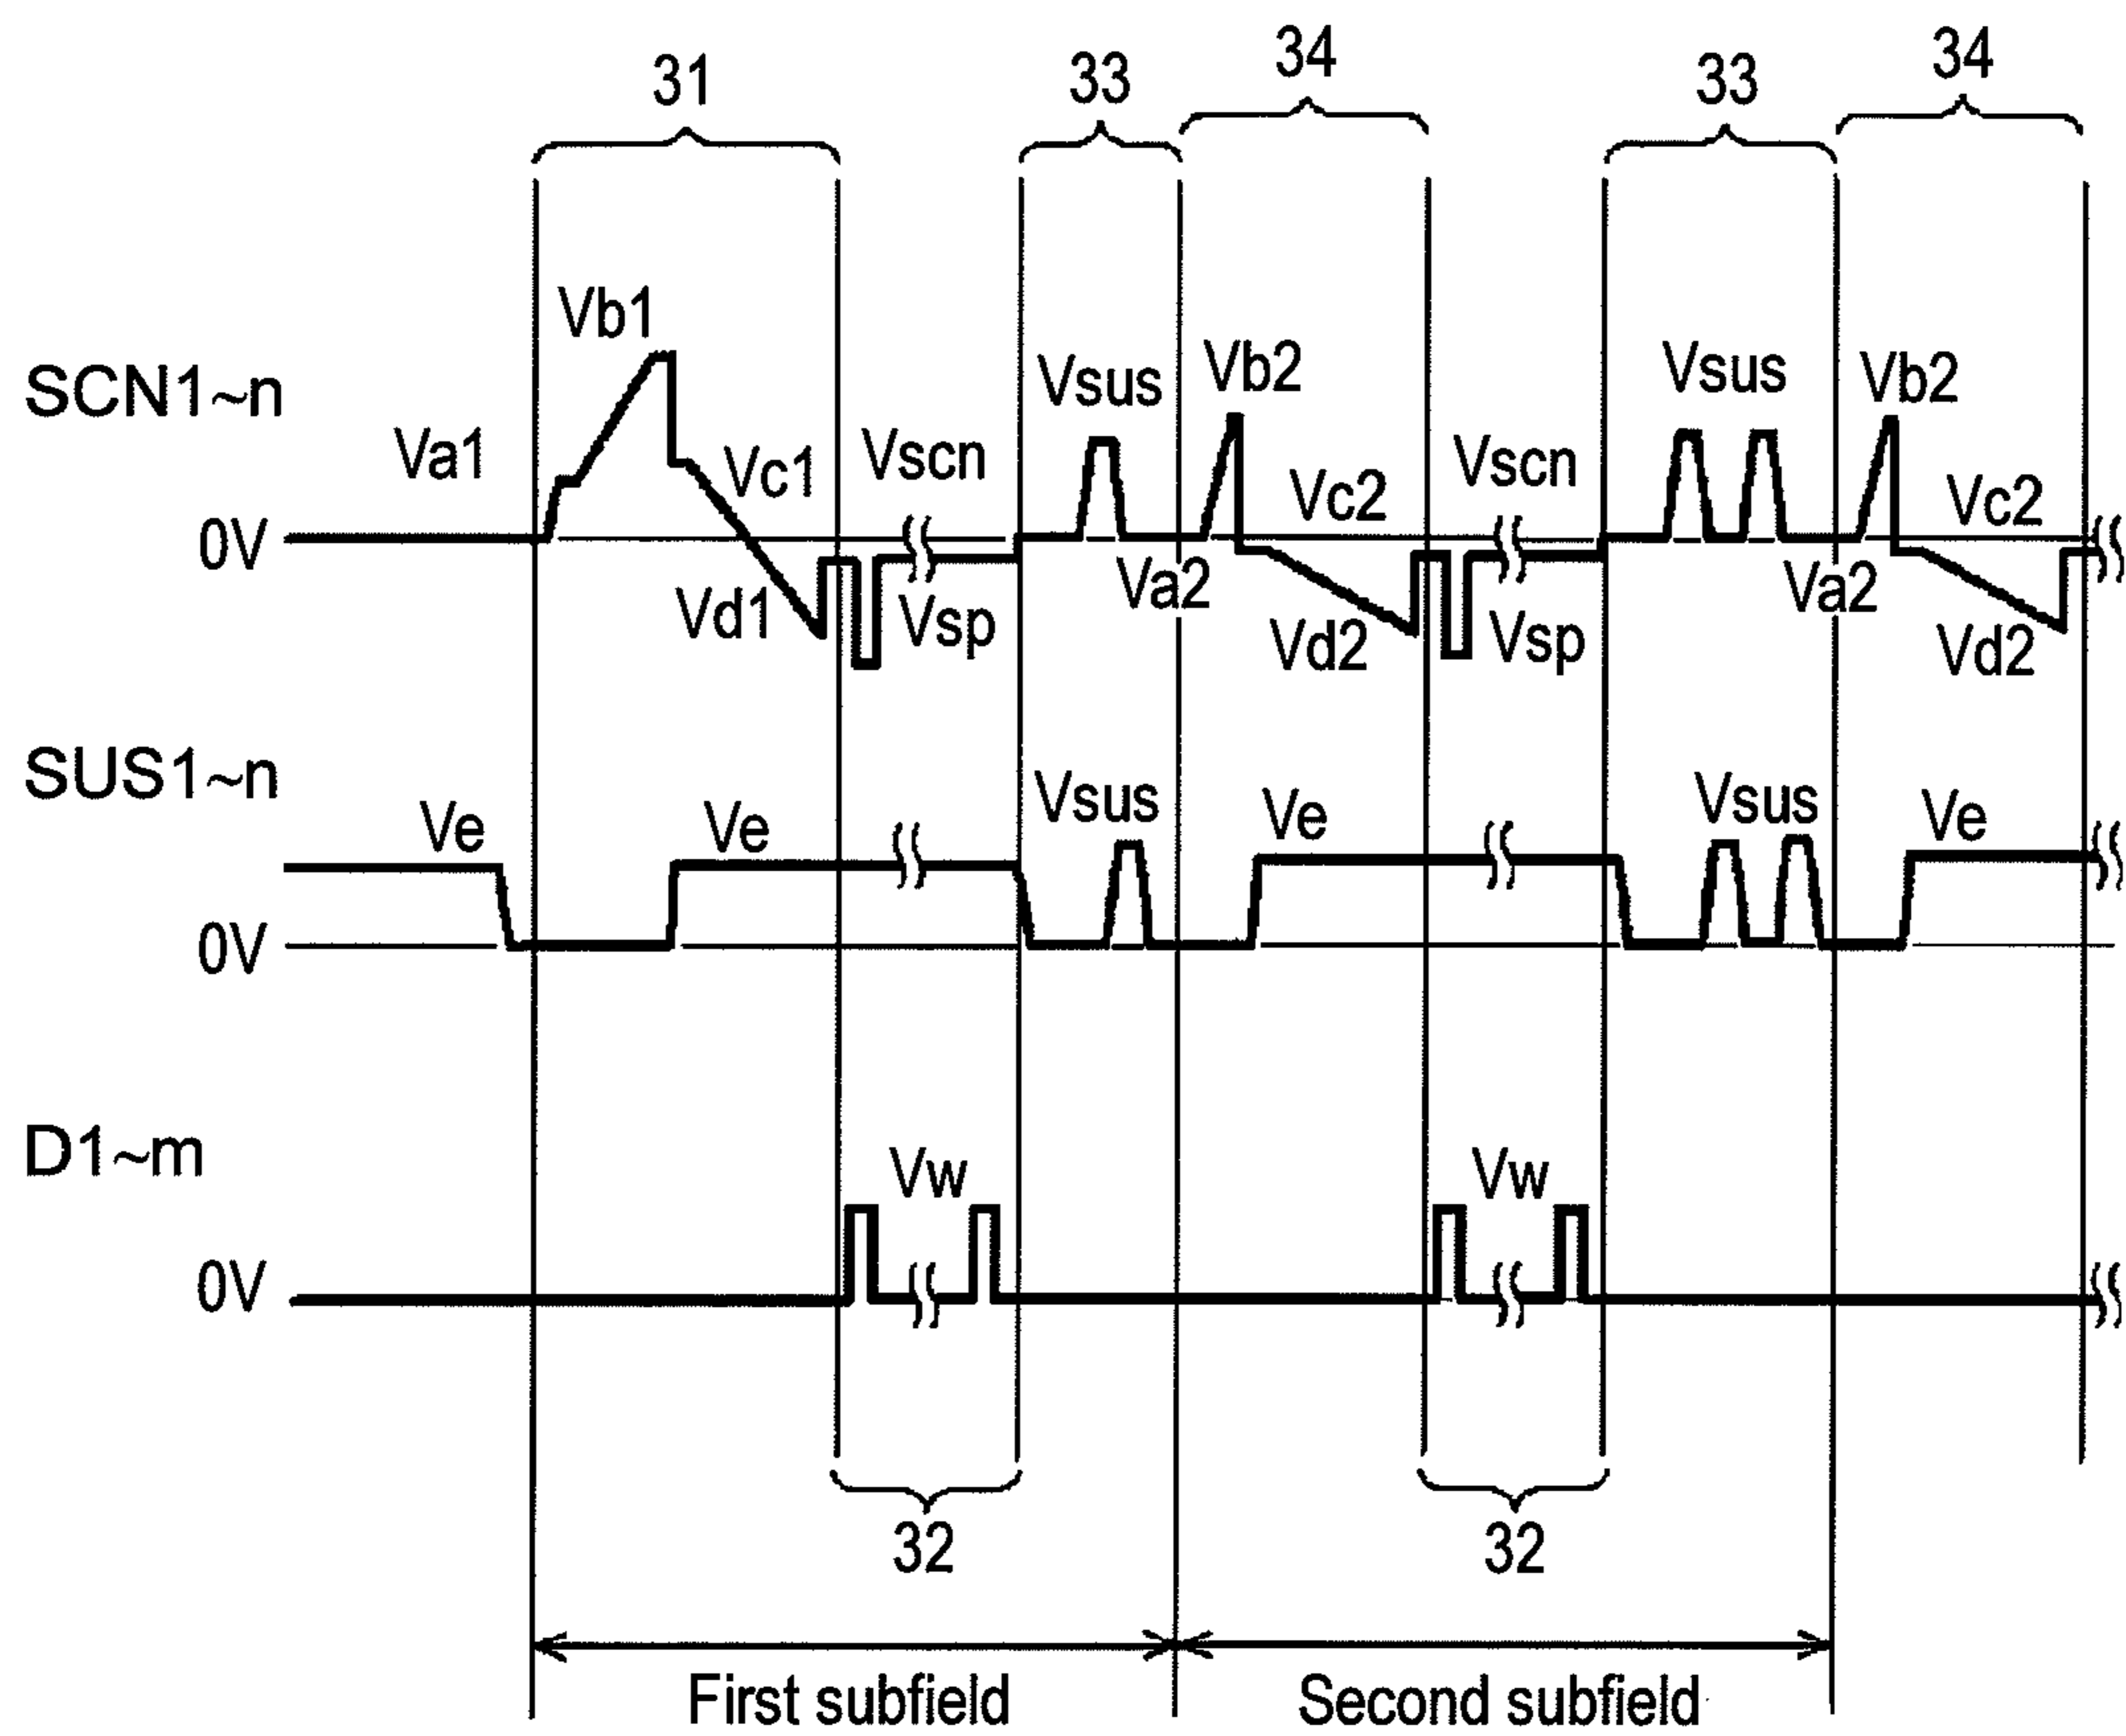 31 33 34 33 34
Vb1
SCN1~n
Vsus Vb2 Vsus Vb2
Va1 Vc1 Vscn Vc2 Vscn Vc2
0V
Vd1 Vsp Va2 Vd2 Vsp Va2 Vd2
SUS1~n
Ve Ve Vsus Ve Vsus Ve
0V
D1~m
Vw Vw
0V
32 32
First subfield Second subfield